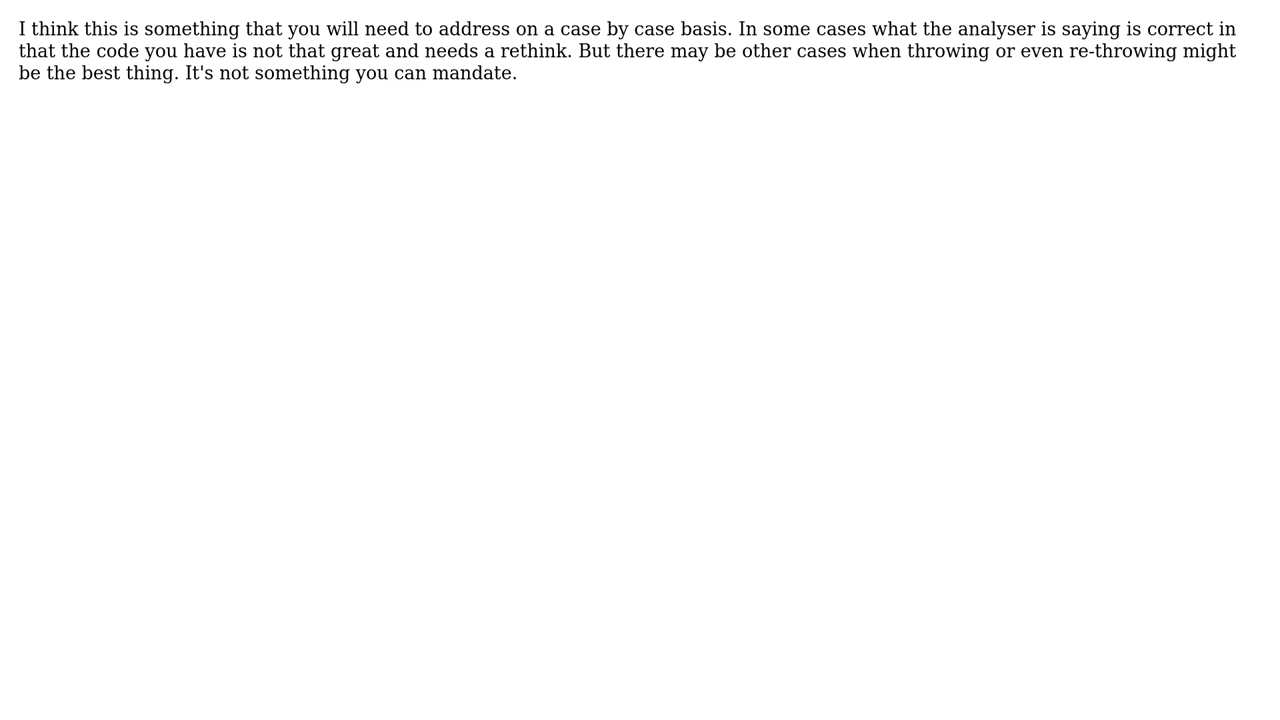 I think this is something that you will need to address on a case by case basis. In some cases what the analyser is saying is correct in
that the code you have is not that great and needs a rethink. But there may be other cases when throwing or even re-throwing might
be the best thing. It's not something you can mandate.